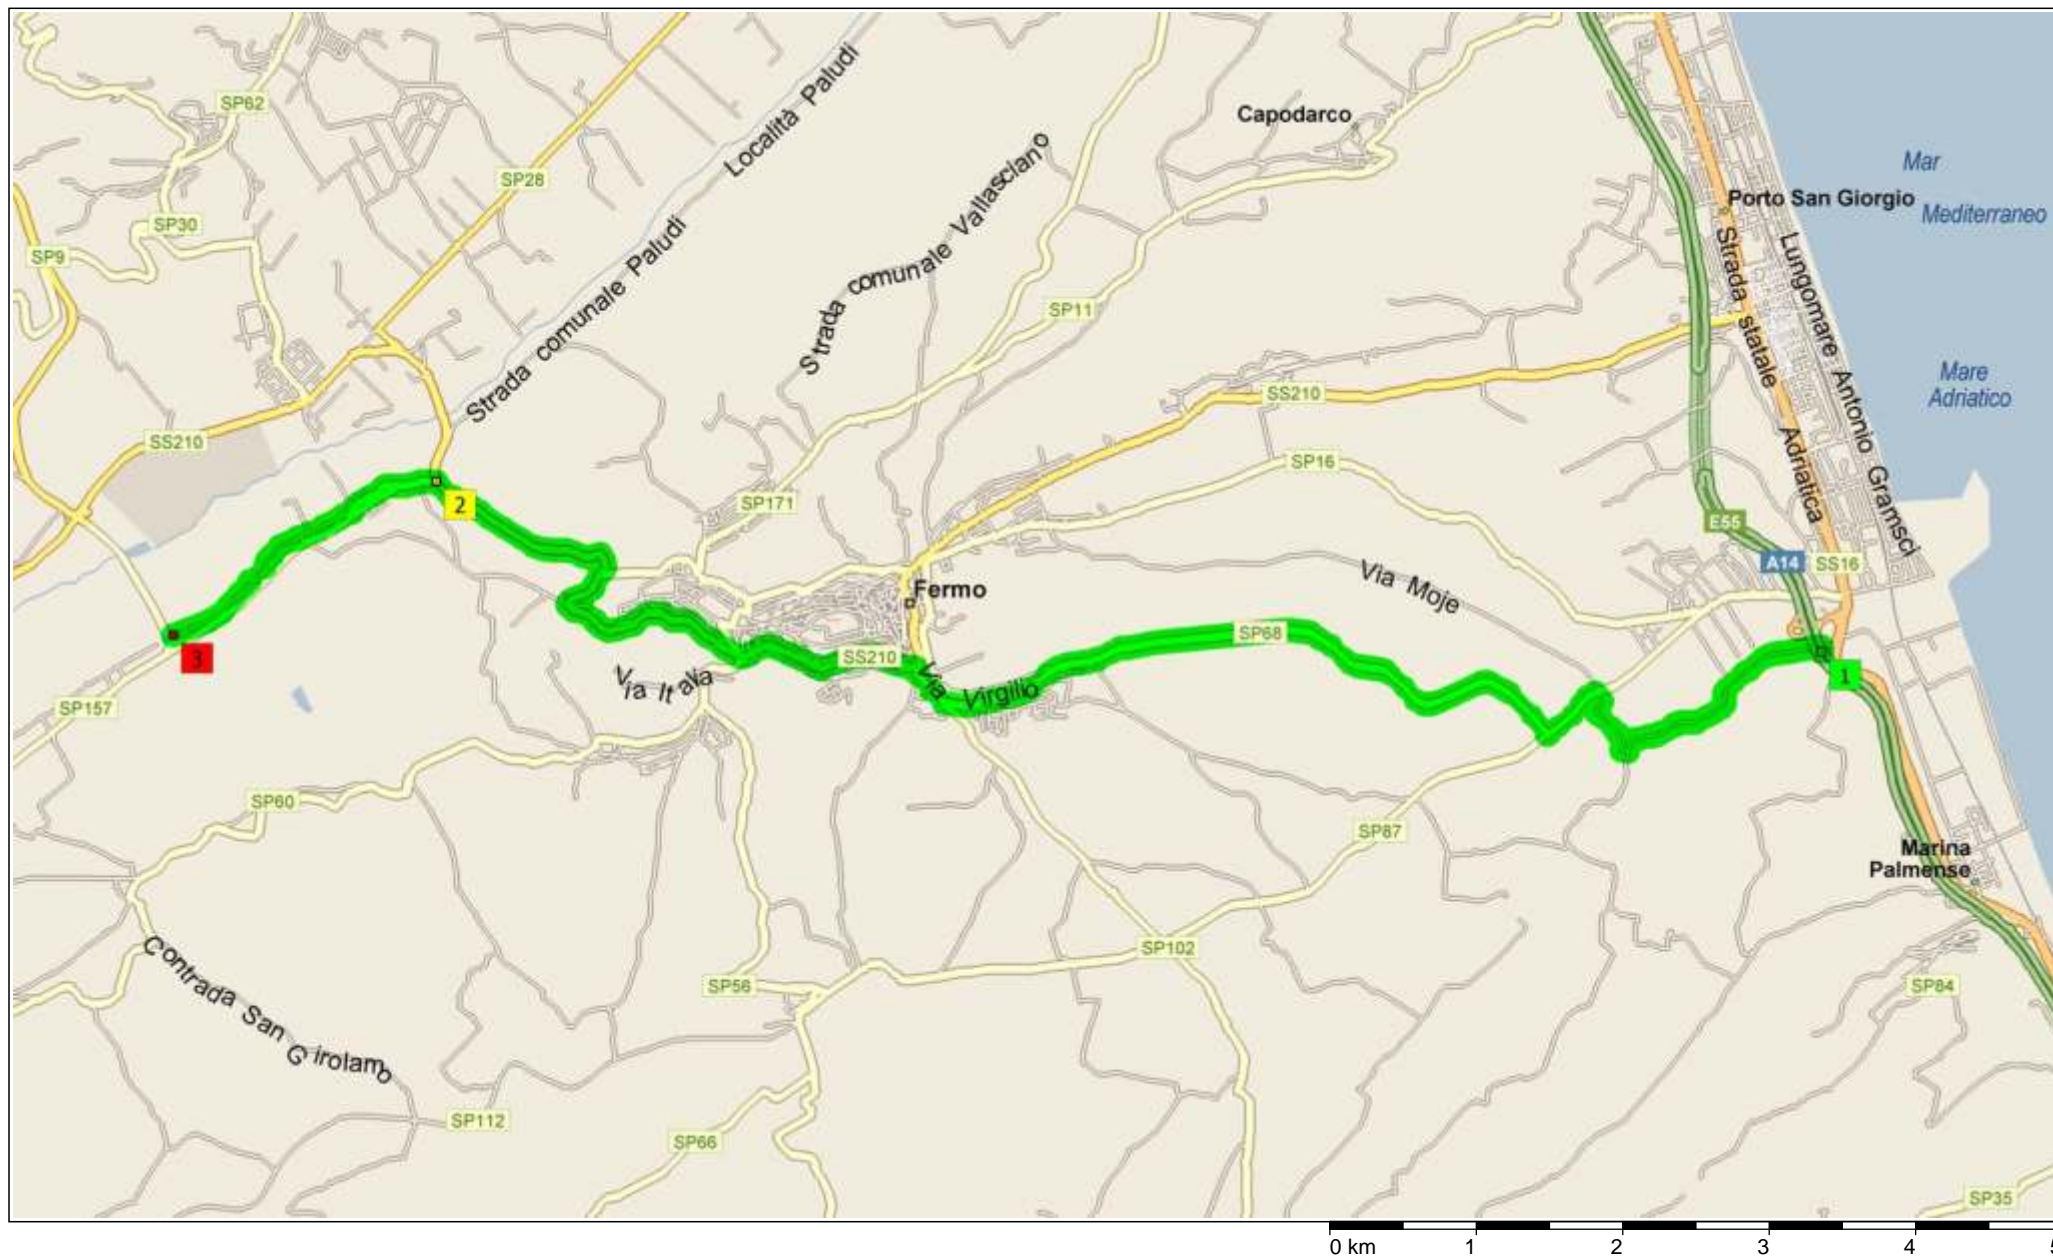 SP62
Località Paludi
Capodarco
Mar
Mediterraneo
SP28
Porto San Giorgio
SP30
SP9
Strada comunale Vallasciano
Strada comunale Paludi
SP11
Strada statale Adriatica
Lungomare Antonio Gramsci
Mare
Adriatico
SS210
SS210
SP16
2
SP171
E55
A14
SS16
Via Moje
Fermo
SP68
3
SS210
Via Italia
Via Virgilio
1
SP157
SP60
SP87
Marina
Palmense
SP102
Contrada San Girolamo
SP56
SP84
SP112
SP66
SP35
0 km 1 2 3 4 5